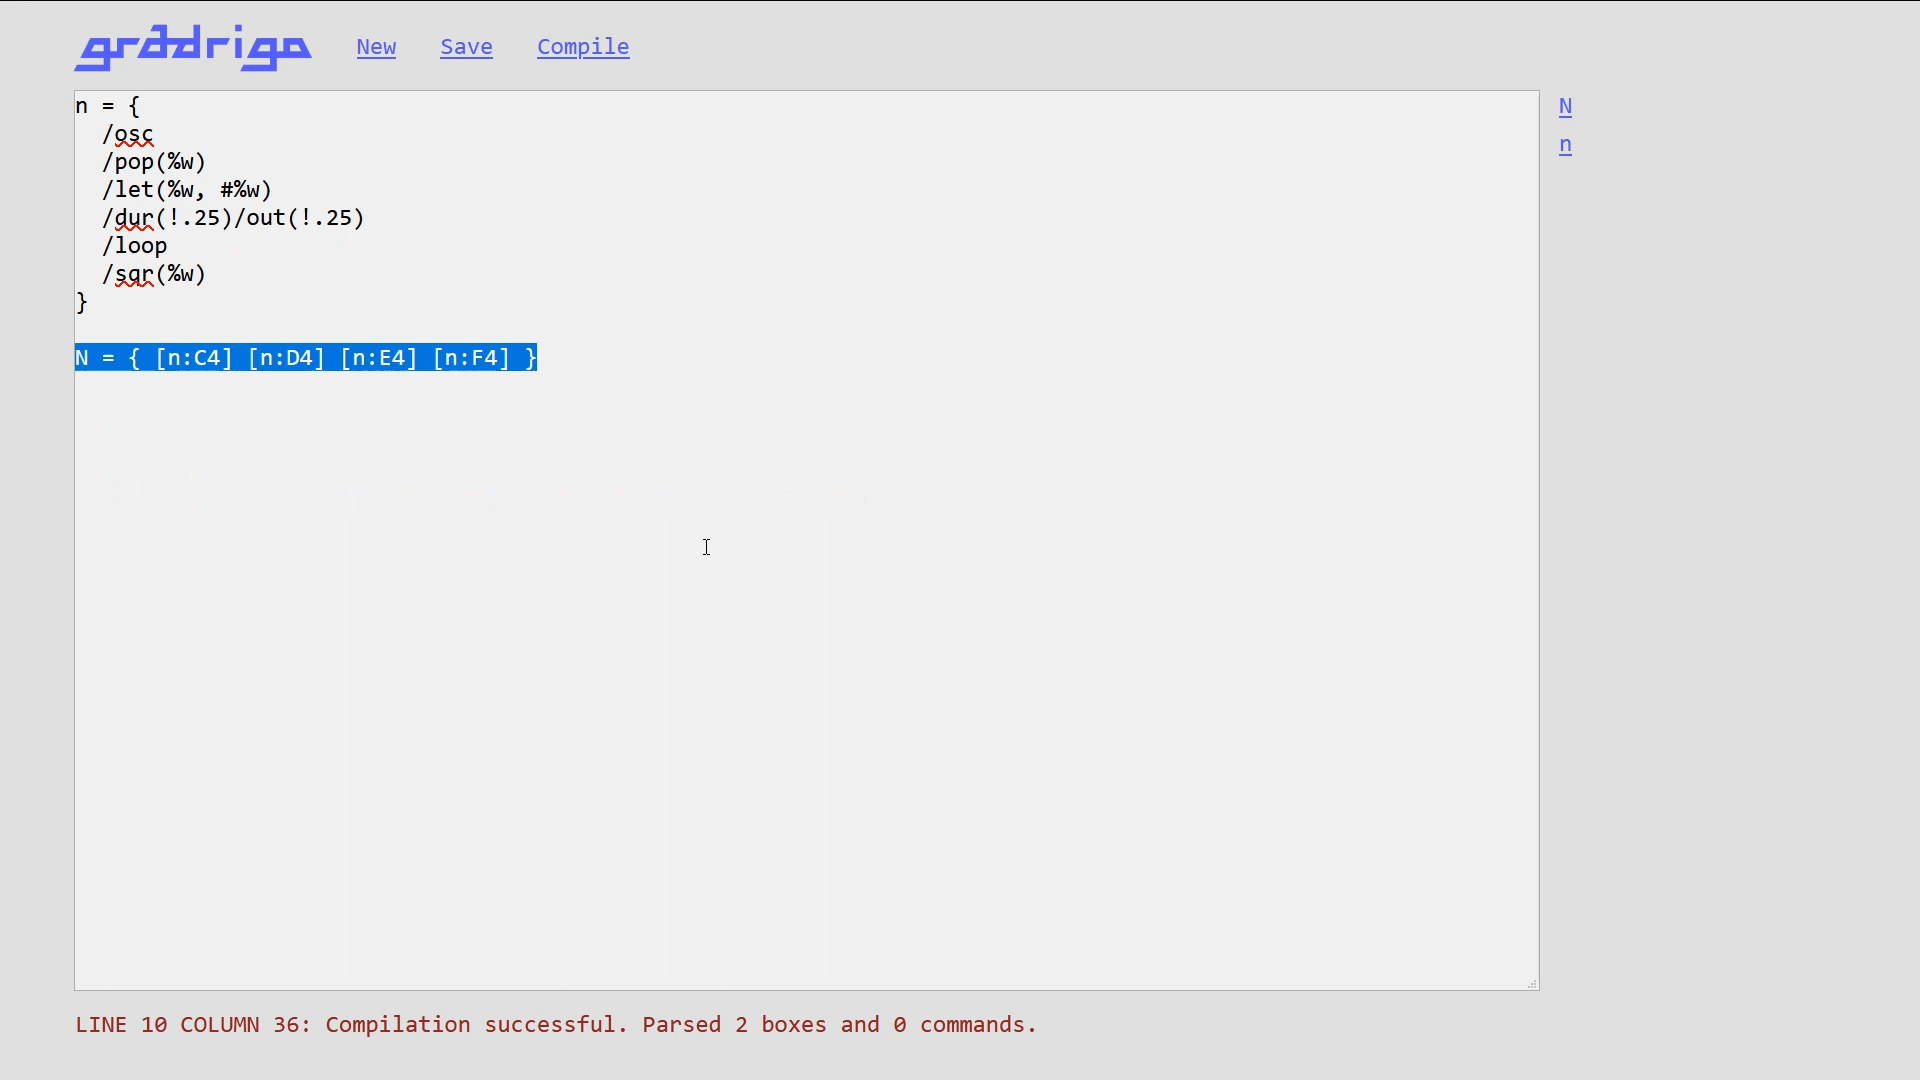 gradrigo New Save Compile
n = {
/osc
/pop(%w)
/let(%w, #%w)
/dur(!.25)/out(!.25)
/loop
/sqr(%w)
}
N = { [n:C4] [n:D4] [n:E4] [n:F4] }
N
n
LINE 10 COLUMN 36: Compilation successful. Parsed 2 boxes and 0 commands.